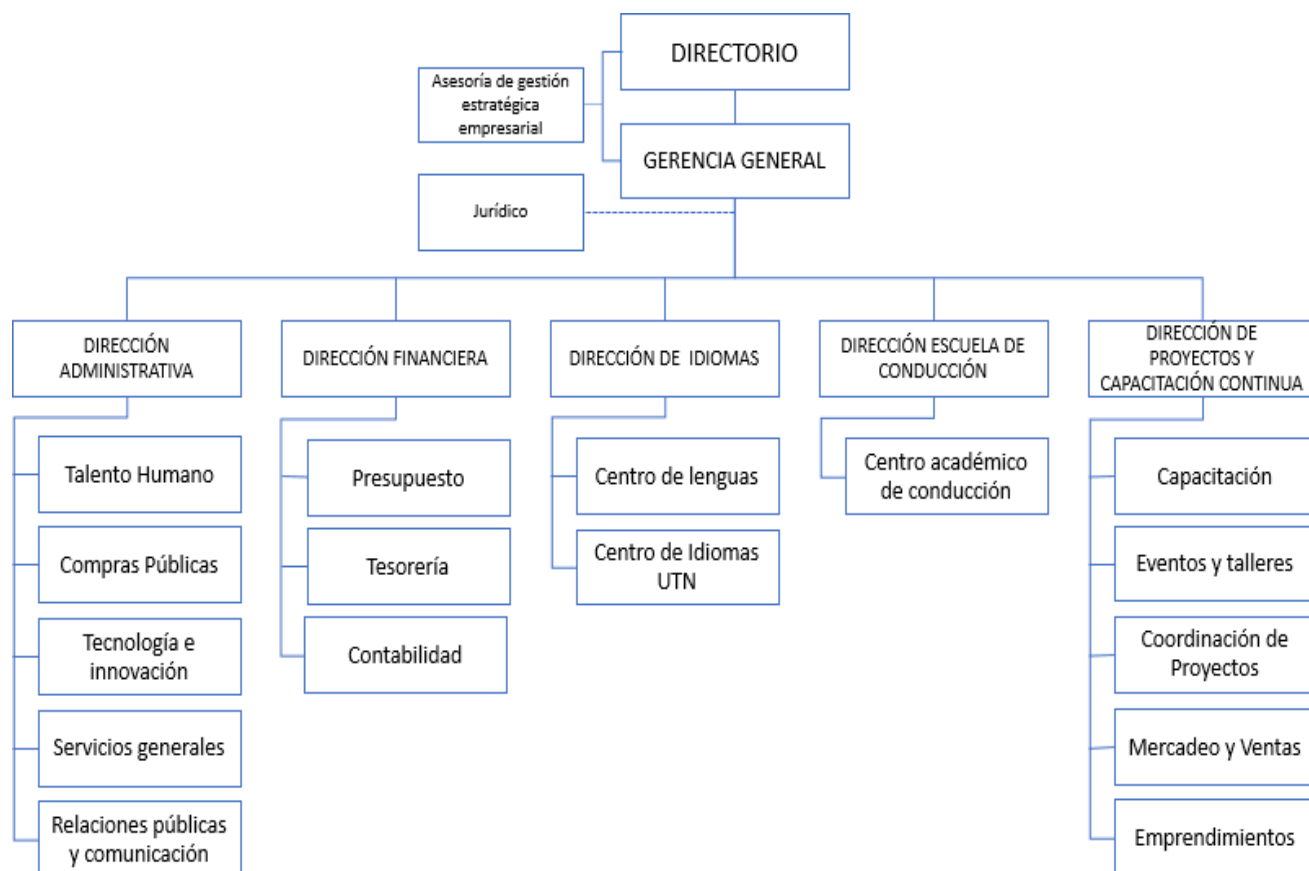 DIRECTORIO
Asesoría de gestión
estratégica
empresarial
GERENCIA GENERAL
Jurídico
DIRECCIÓN
ADMINISTRATIVA
DIRECCIÓN FINANCIERA
DIRECCIÓN DE IDIOMAS
DIRECCIÓN ESCUELA DE
CONDUCCIÓN
DIRECCIÓN DE
PROYECTOS Y
CAPACITACIÓN CONTINUA
Talento Humano
Compras Públicas
Tecnología e
innovación
Servicios generales
Relaciones públicas
y comunicación
Presupuesto
Tesorería
Contabilidad
Centro de lenguas
Centro de Idiomas
UTN
Centro académico
de conducción
Capacitación
Eventos y talleres
Coordinación de
Proyectos
Mercadeo y Ventas
Emprendimientos